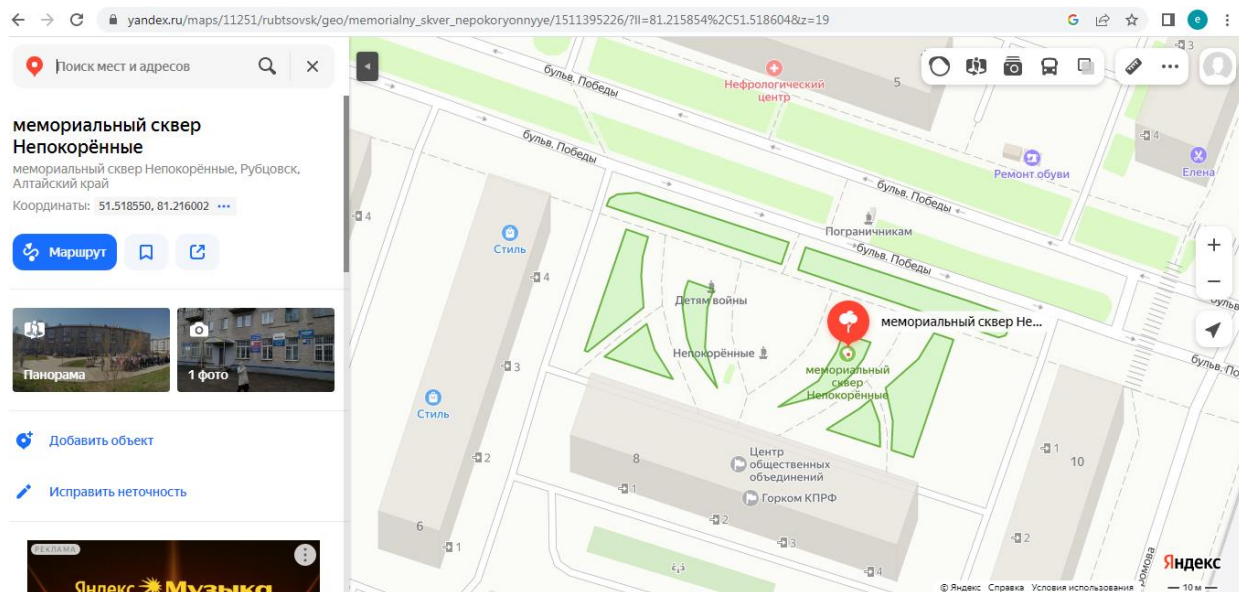 yandex.ru/maps/11251/rubtsovsk/geo/memorialny_skver_nepokoryonnyye/1511395226/?ll=81.215854%2C51.518604&z=19
e
Поиск мест и адресов
мемориальный сквер
Непокорённые
мемориальный сквер Непокорённые, Рубцовск,
Алтайский край
Координаты: 51.518550, 81.216002 •••
Маршрут
Панорама
1 фото
Добавить объект
Исправить неточность
РЕКЛАМА
Яндекс Музыка
бульв. Победы
Нефрологический
центр
5
3
4
Елена
Ремонт обуви
бульв. Победы
бульв. Победы
4
Пограничникам
Стиль
бульв. Победы
4
Детям войны
мемориальный сквер Не...
Непокорённые
мемориальный
сквер
Непокорённые
3
Стиль
2
8
Центр
общественных
объединений
Горком КПРФ
1
10
1
2
3
4
6
1
2
Яндекс
© Яндекс Справка Условия использования
10 м